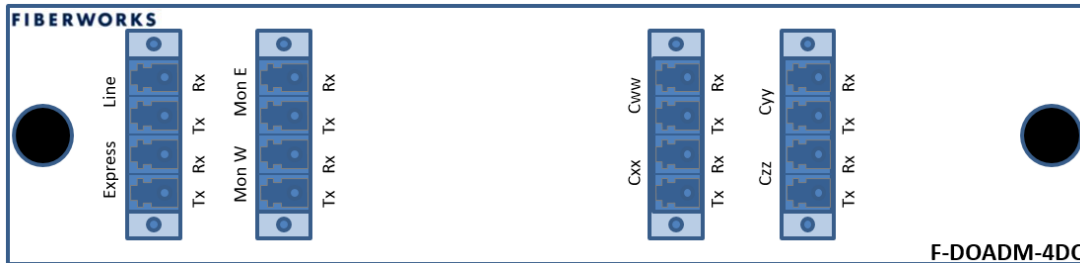 FIBERWORKS
Line
Rx
Tx
Express
Rx
Tx
Mon E
Rx
Tx
Mon W
Rx
Tx
Cww
Rx
Tx
Cxx
Rx
Tx
Cyy
Rx
Tx
Czz
Rx
Tx
F-DOADM-4DC